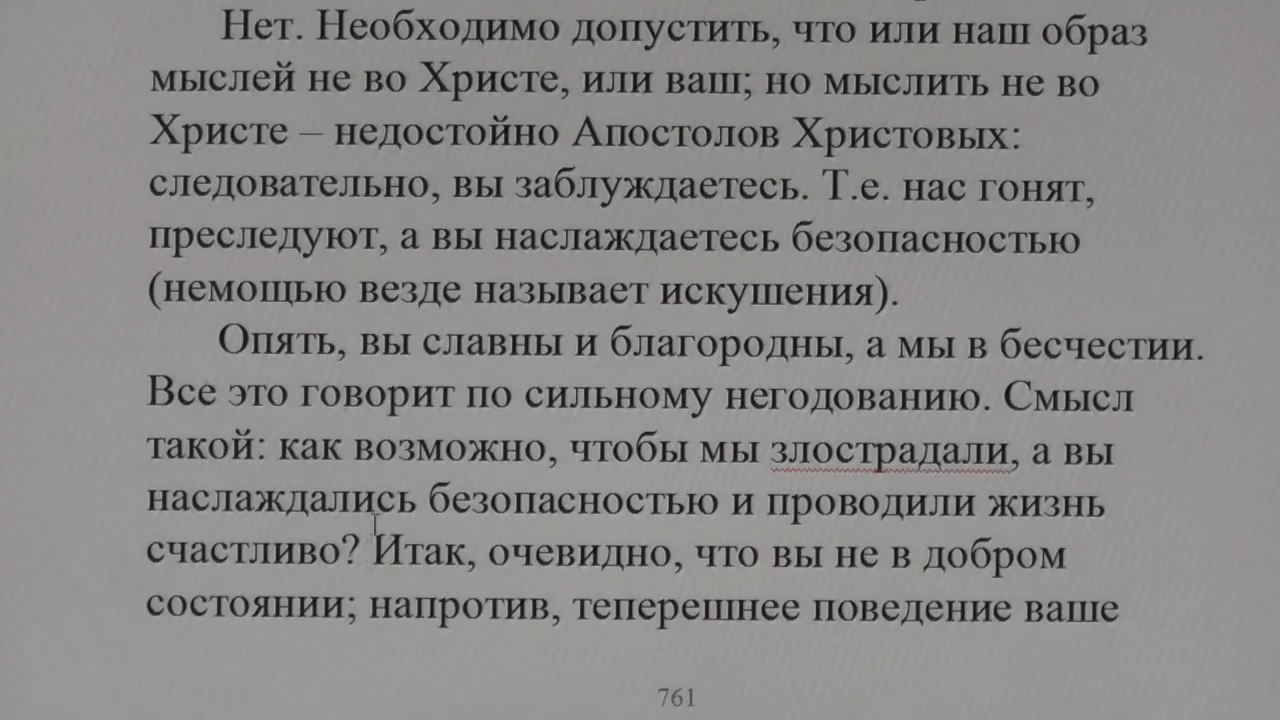 Нет. Необходимо допустить, что или наш образ
мыслей не во Христе, или ваш; но мыслить не во
Христе – недостойно Апостолов Христовых:
следовательно, вы заблуждаетесь. Т.е. нас гонят,
преследуют, а вы наслаждаетесь безопасностью
(немощью везде называет искушения).
Опять, вы славны и благородны, а мы в бесчестии.
Все это говорит по сильному негодованию. Смысл
такой: как возможно, чтобы мы злострадали, а вы
наслаждались безопасностью и проводили жизнь
счастливо? Итак, очевидно, что вы не в добром
состоянии; напротив, теперешнее поведение ваше
761